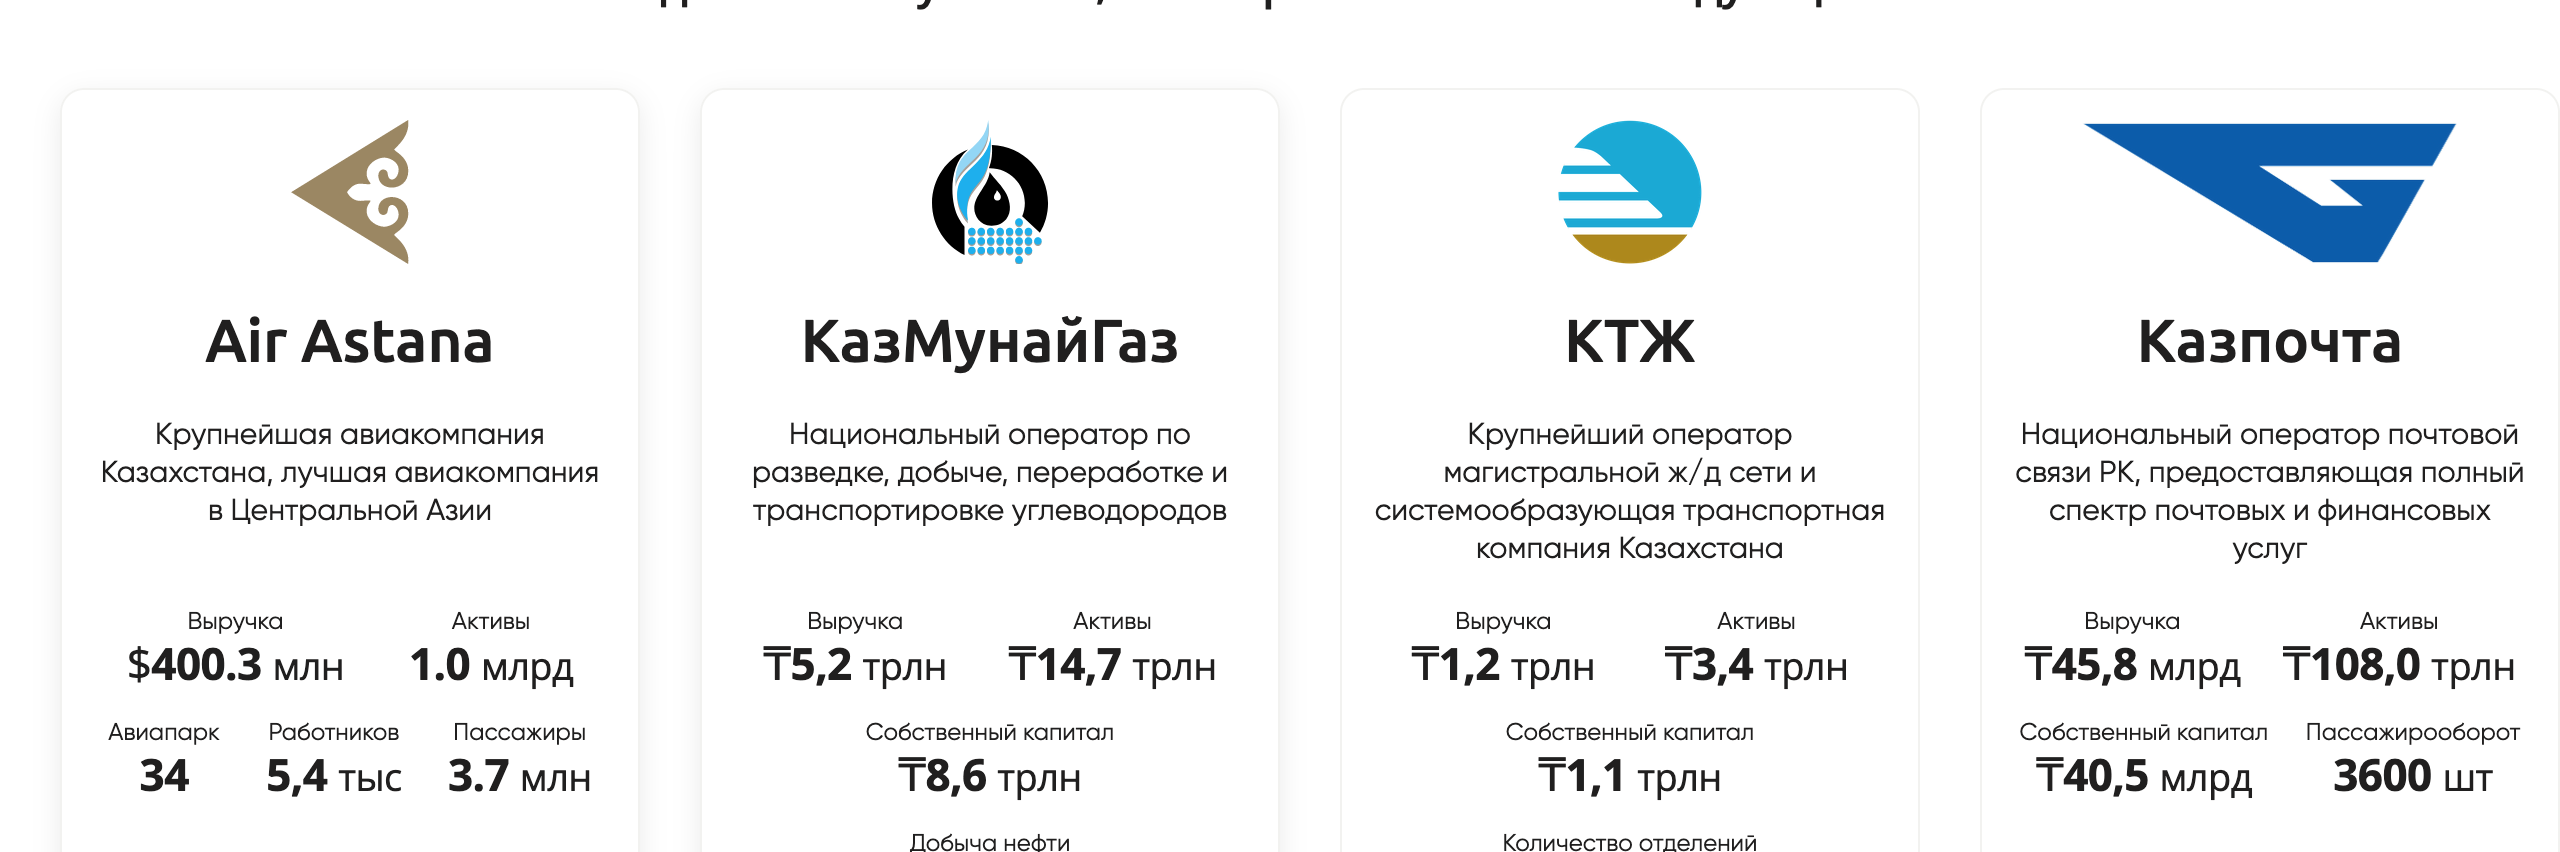 Air Astana
Крупнейшая авиакомпания
Казахстана, лучшая авиакомпания
в Центральной Азии
Выручка
$400.3 млн
Активы
1.0 млрд
Авиапарк
34
Работников
5,4 тыс
Пассажиры
3.7 млн
КазМунайГаз
Национальный оператор по
разведке, добыче, переработке и
транспортировке углеводородов
Выручка
₸5,2 трлн
Активы
₸14,7 трлн
Собственный капитал
₸8,6 трлн
Добыча нефти
КТЖ
Крупнейший оператор
магистральной ж/д сети и
системообразующая транспортная
компания Казахстана
Выручка
₸1,2 трлн
Активы
₸3,4 трлн
Собственный капитал
₸1,1 трлн
Количество отделений
Казпочта
Национальный оператор почтовой
связи РК, предоставляющая полный
спектр почтовых и финансовых
услуг
Выручка
₸45,8 млрд
Активы
₸108,0 трлн
Собственный капитал
₸40,5 млрд
Пассажирооборот
3600 шт